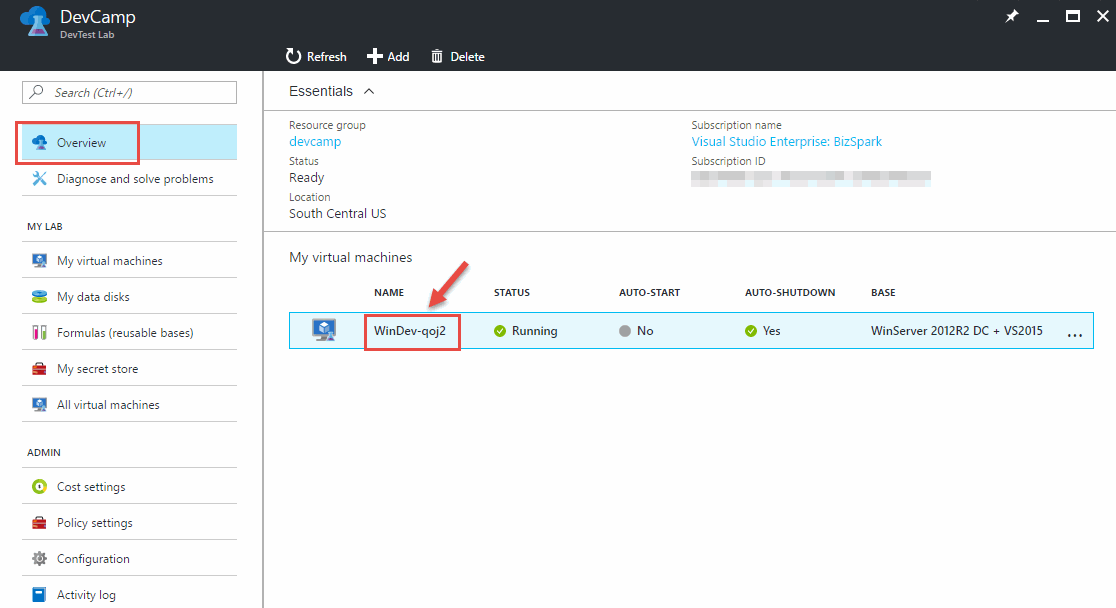 DevCamp
DevTest Lab
Refresh Add Delete
Search (Ctrl+/)
Overview
Diagnose and solve problems
MY LAB
My virtual machines
My data disks
Formulas (reusable bases)
My secret store
All virtual machines
ADMIN
Cost settings
Policy settings
Configuration
Activity log
Essentials
Resource group
devcamp
Status
Ready
Location
South Central US
Subscription name
Visual Studio Enterprise: BizSpark
Subscription ID
My virtual machines
NAME STATUS AUTO-START AUTO-SHUTDOWN BASE
WinDev-qoj2 Running No Yes WinServer 2012R2 DC + VS2015 ...